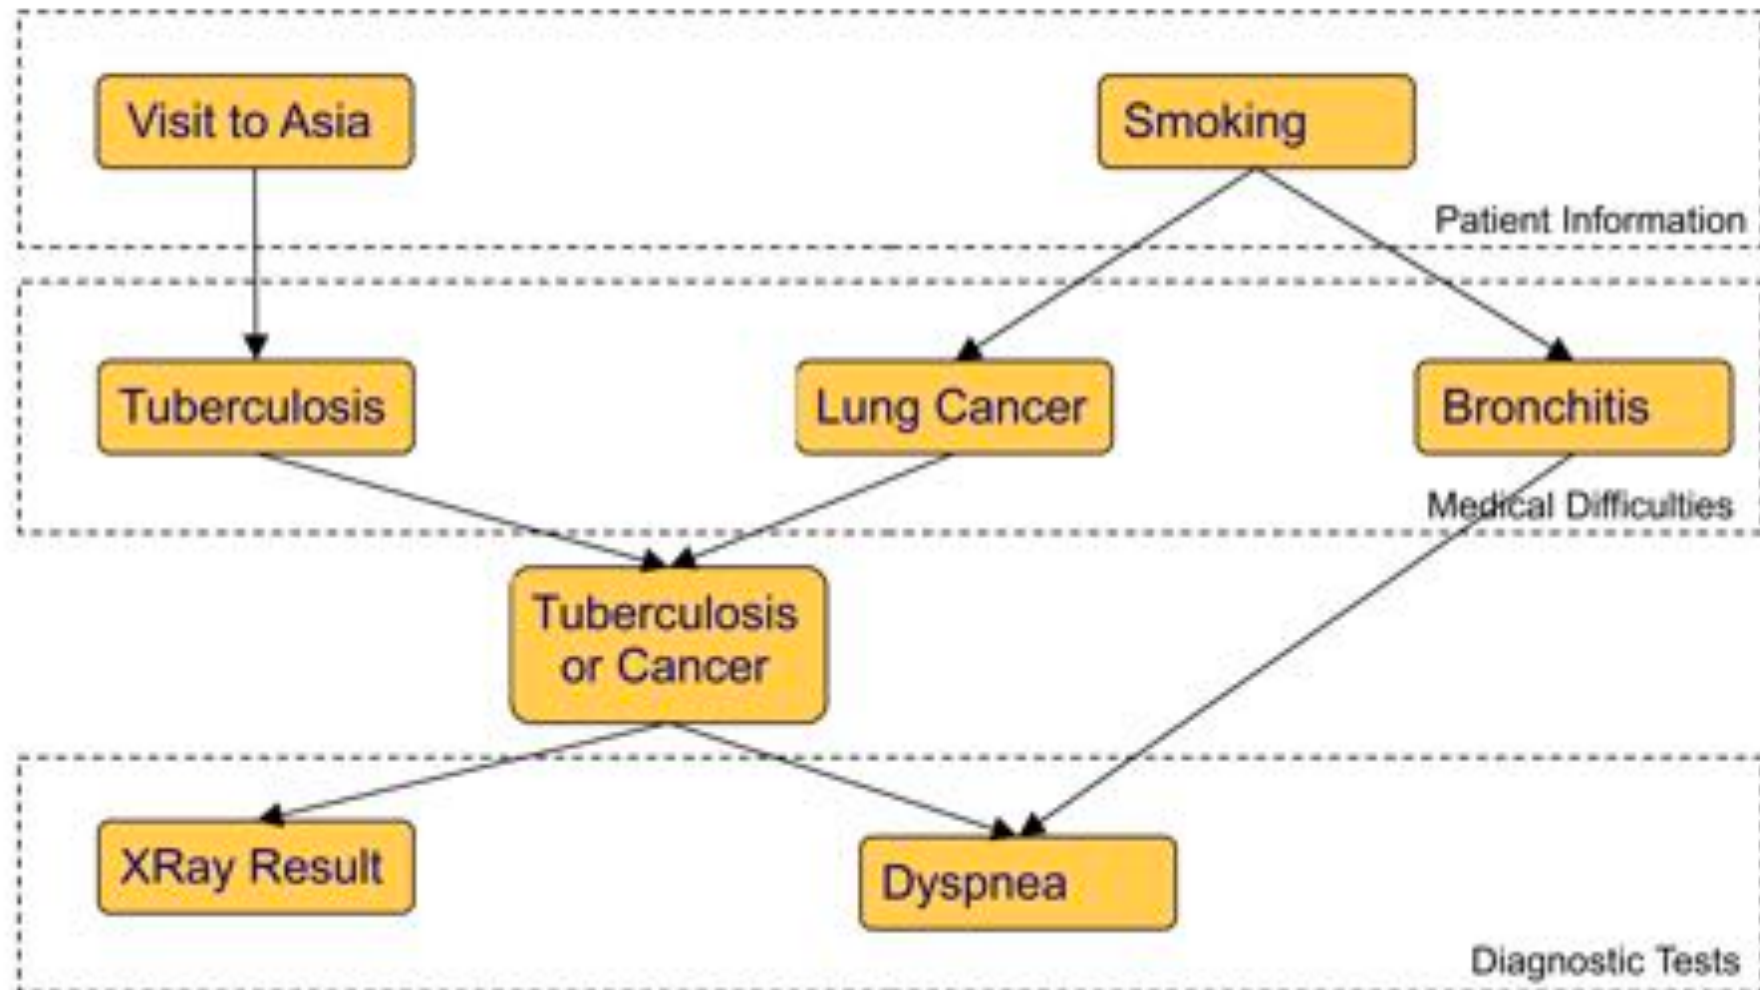 Visit to Asia
Smoking
Patient Information
Tuberculosis
Lung Cancer
Bronchitis
Medical Difficulties
Tuberculosis
or Cancer
XRay Result
Dyspnea
Diagnostic Tests